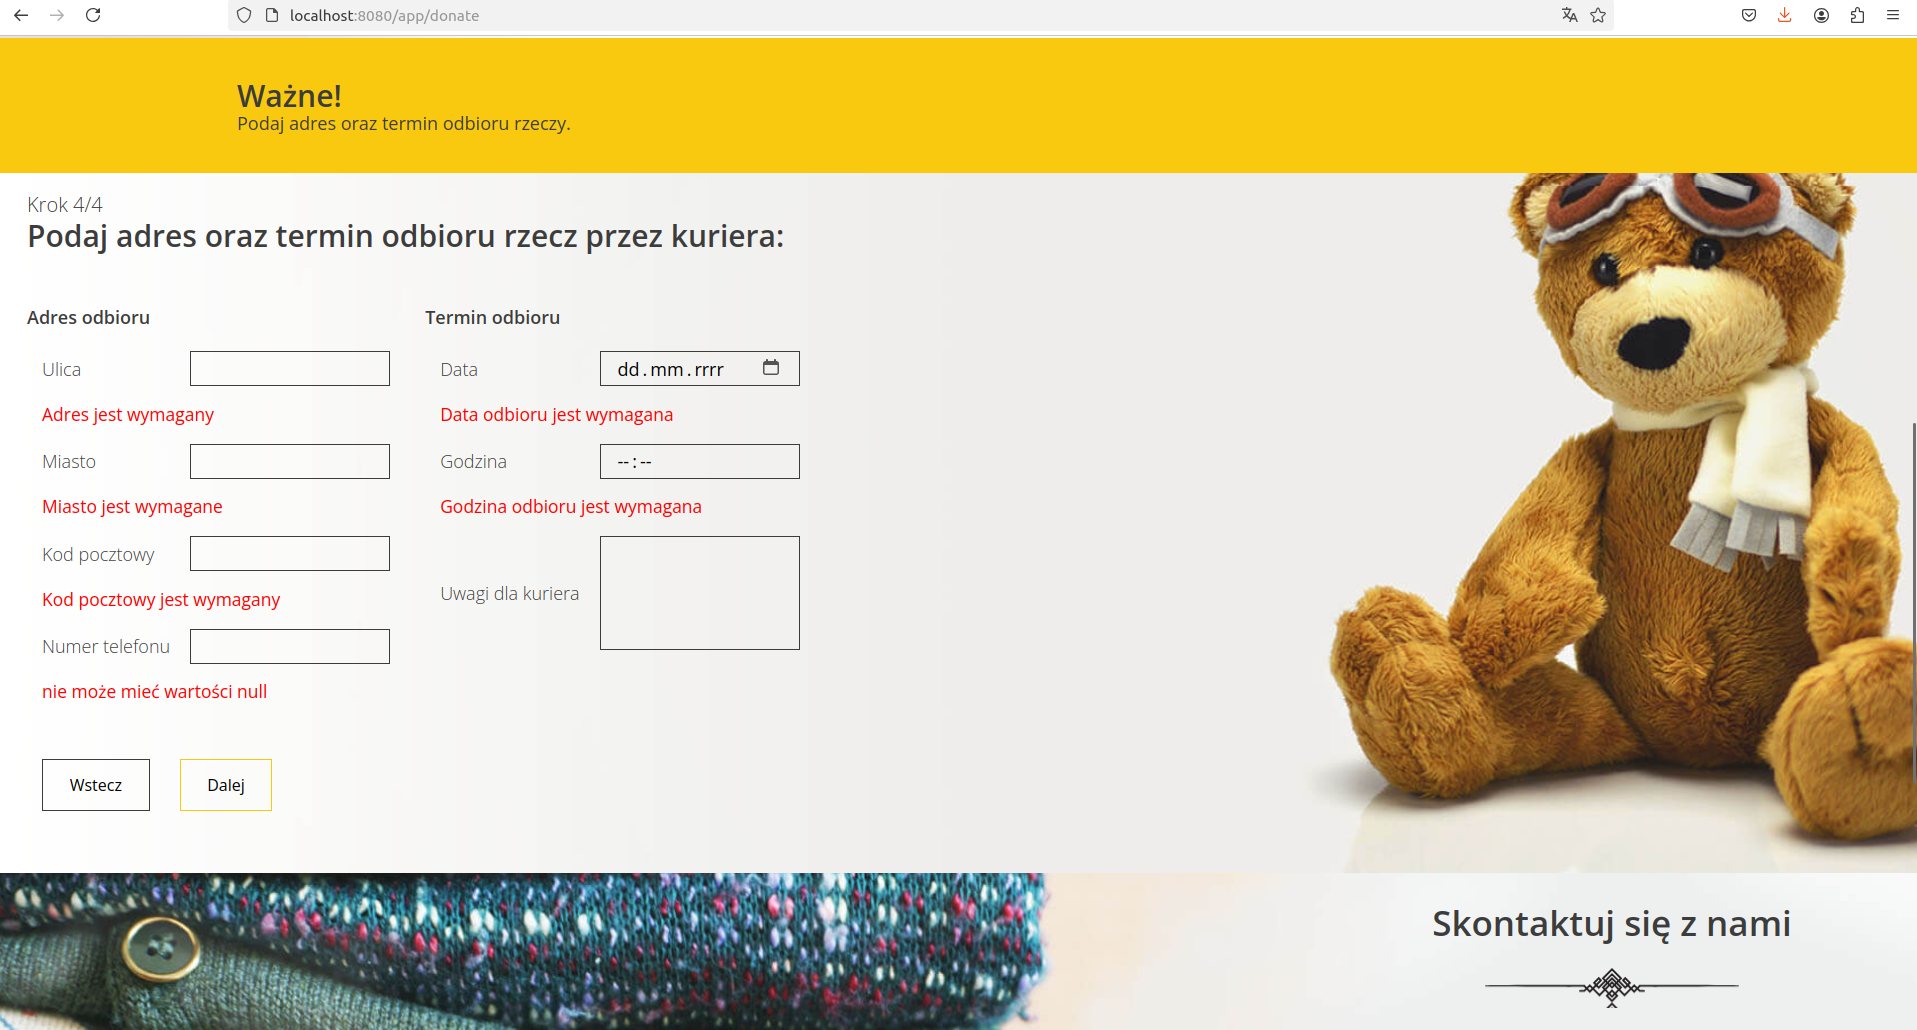 localhost:8080/app/donate
Ważne!
Podaj adres oraz termin odbioru rzeczy.
Krok 4/4
Podaj adres oraz termin odbioru rzecz przez kuriera:
Adres odbioru
Ulica
Adres jest wymagany
Miasto
Miasto jest wymagane
Kod pocztowy
Kod pocztowy jest wymagany
Numer telefonu
nie może mieć wartości null
Termin odbioru
Data dd.mm.rrrr
Data odbioru jest wymagana
Godzina --:--
Godzina odbioru jest wymagana
Uwagi dla kuriera
Wstecz Dalej
Skontaktuj się z nami